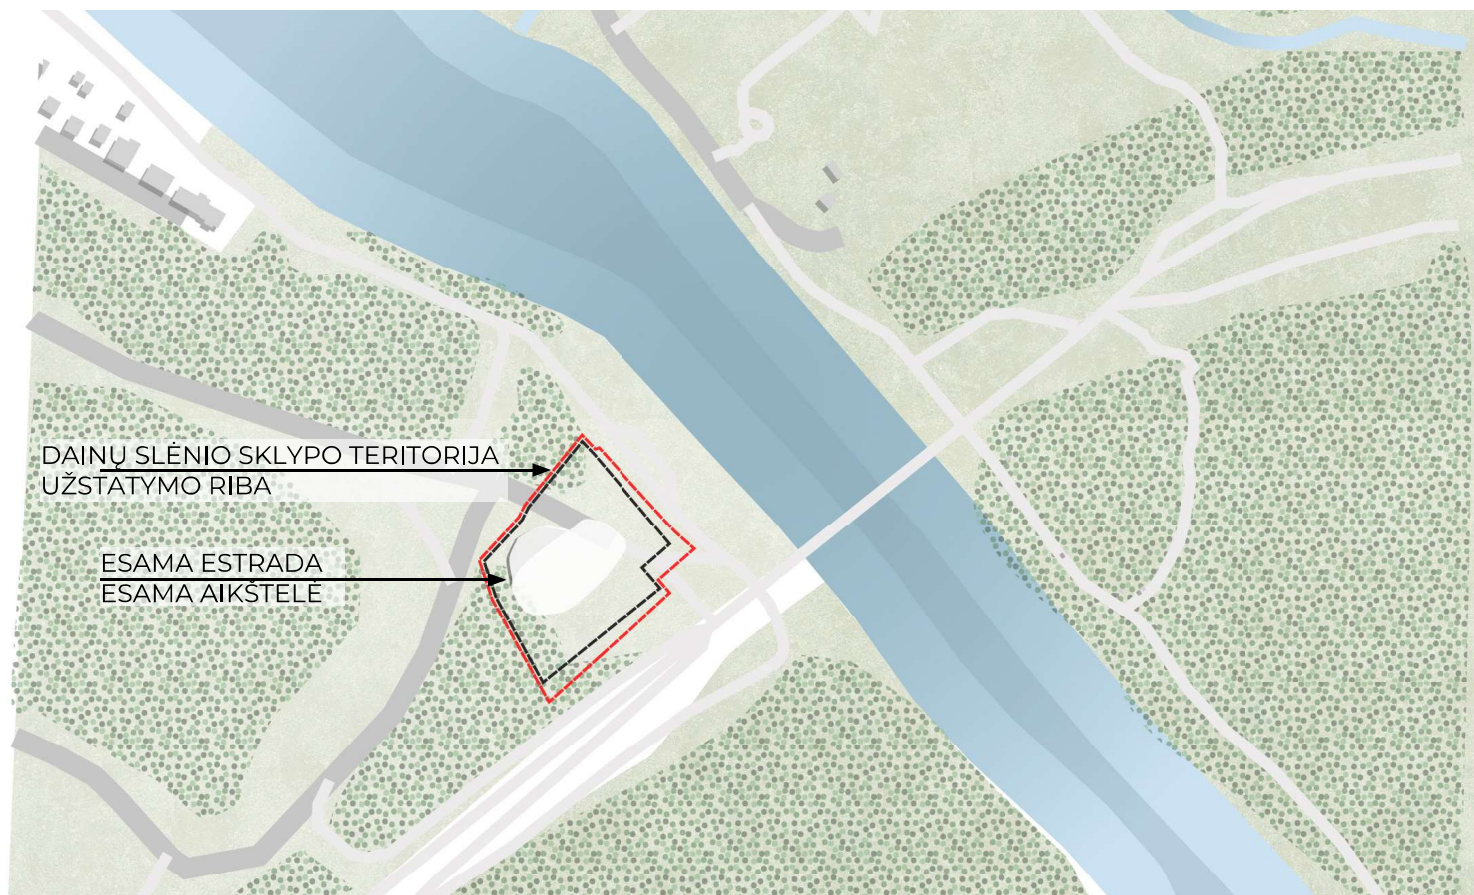 DAINŲ SLĖNIO SKLYPO TERITORIJA
UŽSTATYMO RIBA
ESAMA ESTRADA
ESAMA AIKŠTELĖ